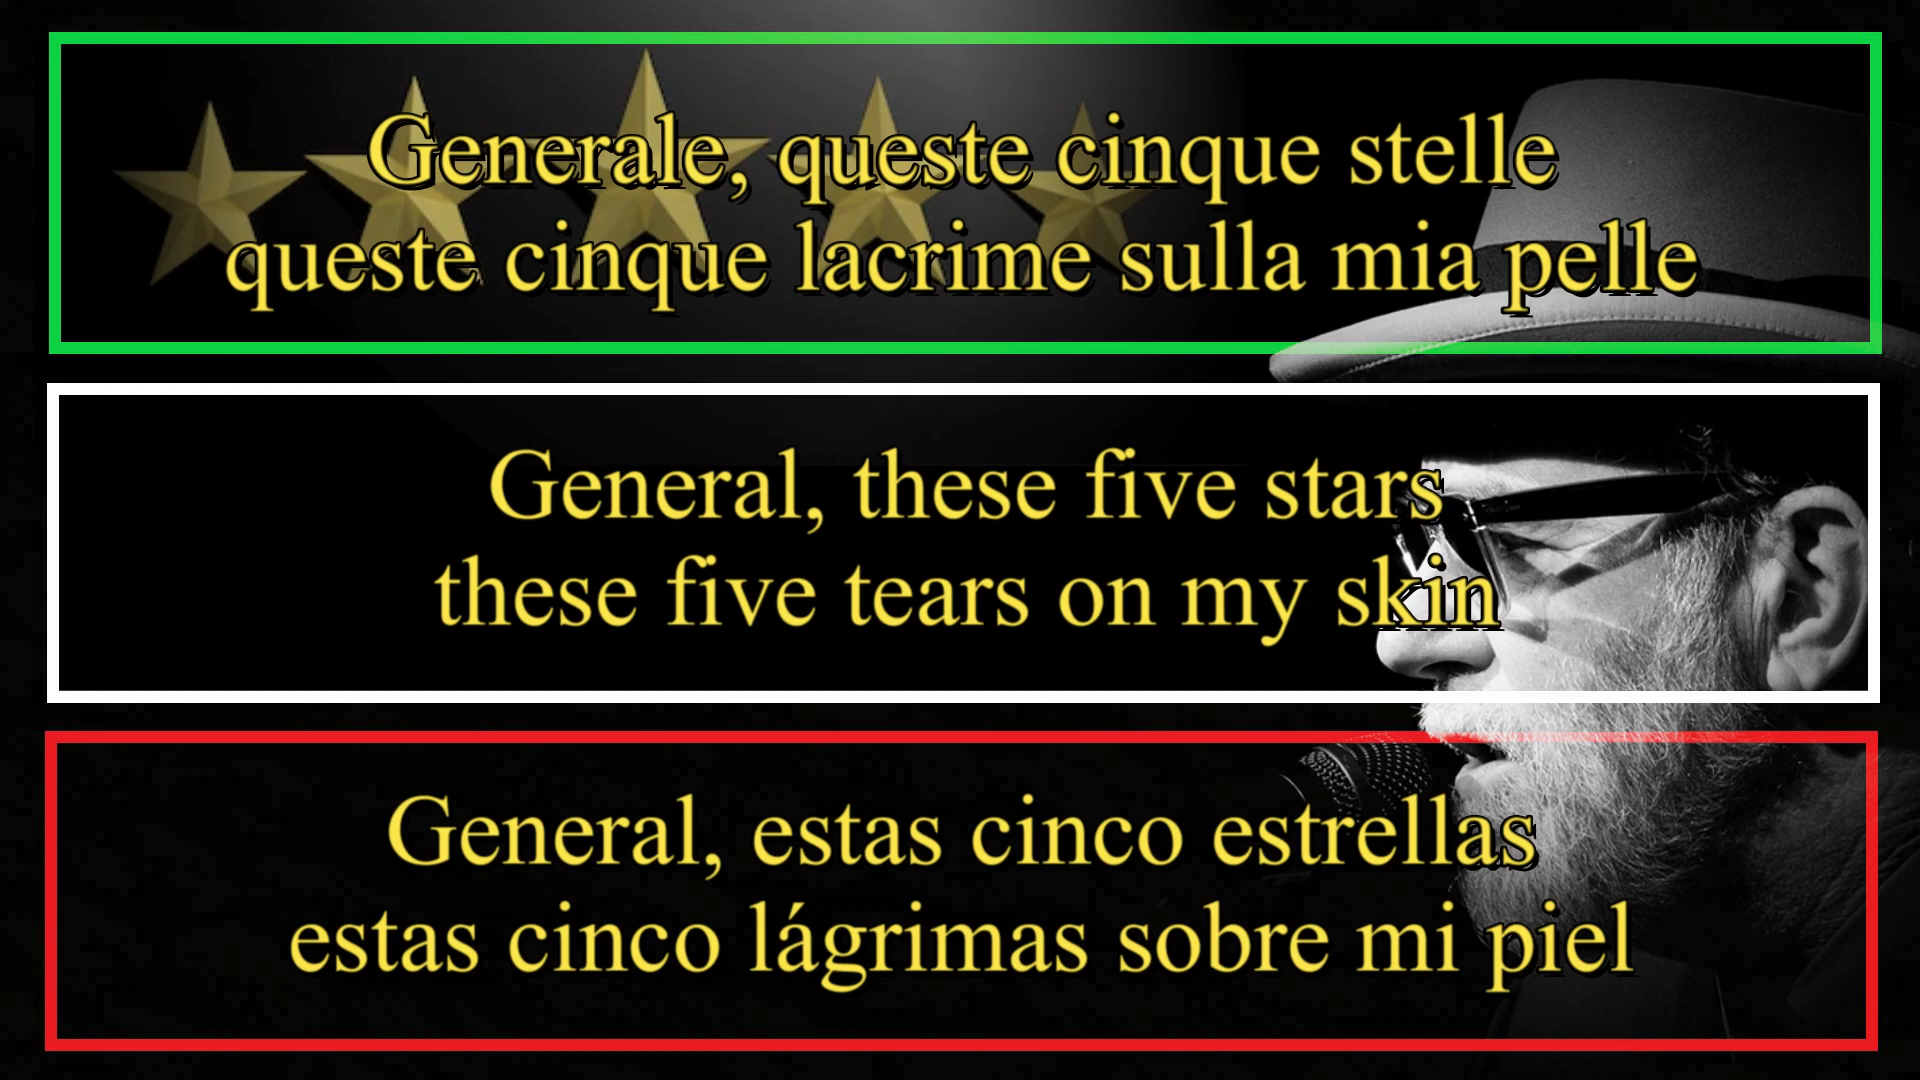 Generale, queste cinque stelle
queste cinque lacrime sulla mia pelle
General, these five stars
these five tears on my skin
General, estas cinco estrellas
estas cinco lágrimas sobre mi piel